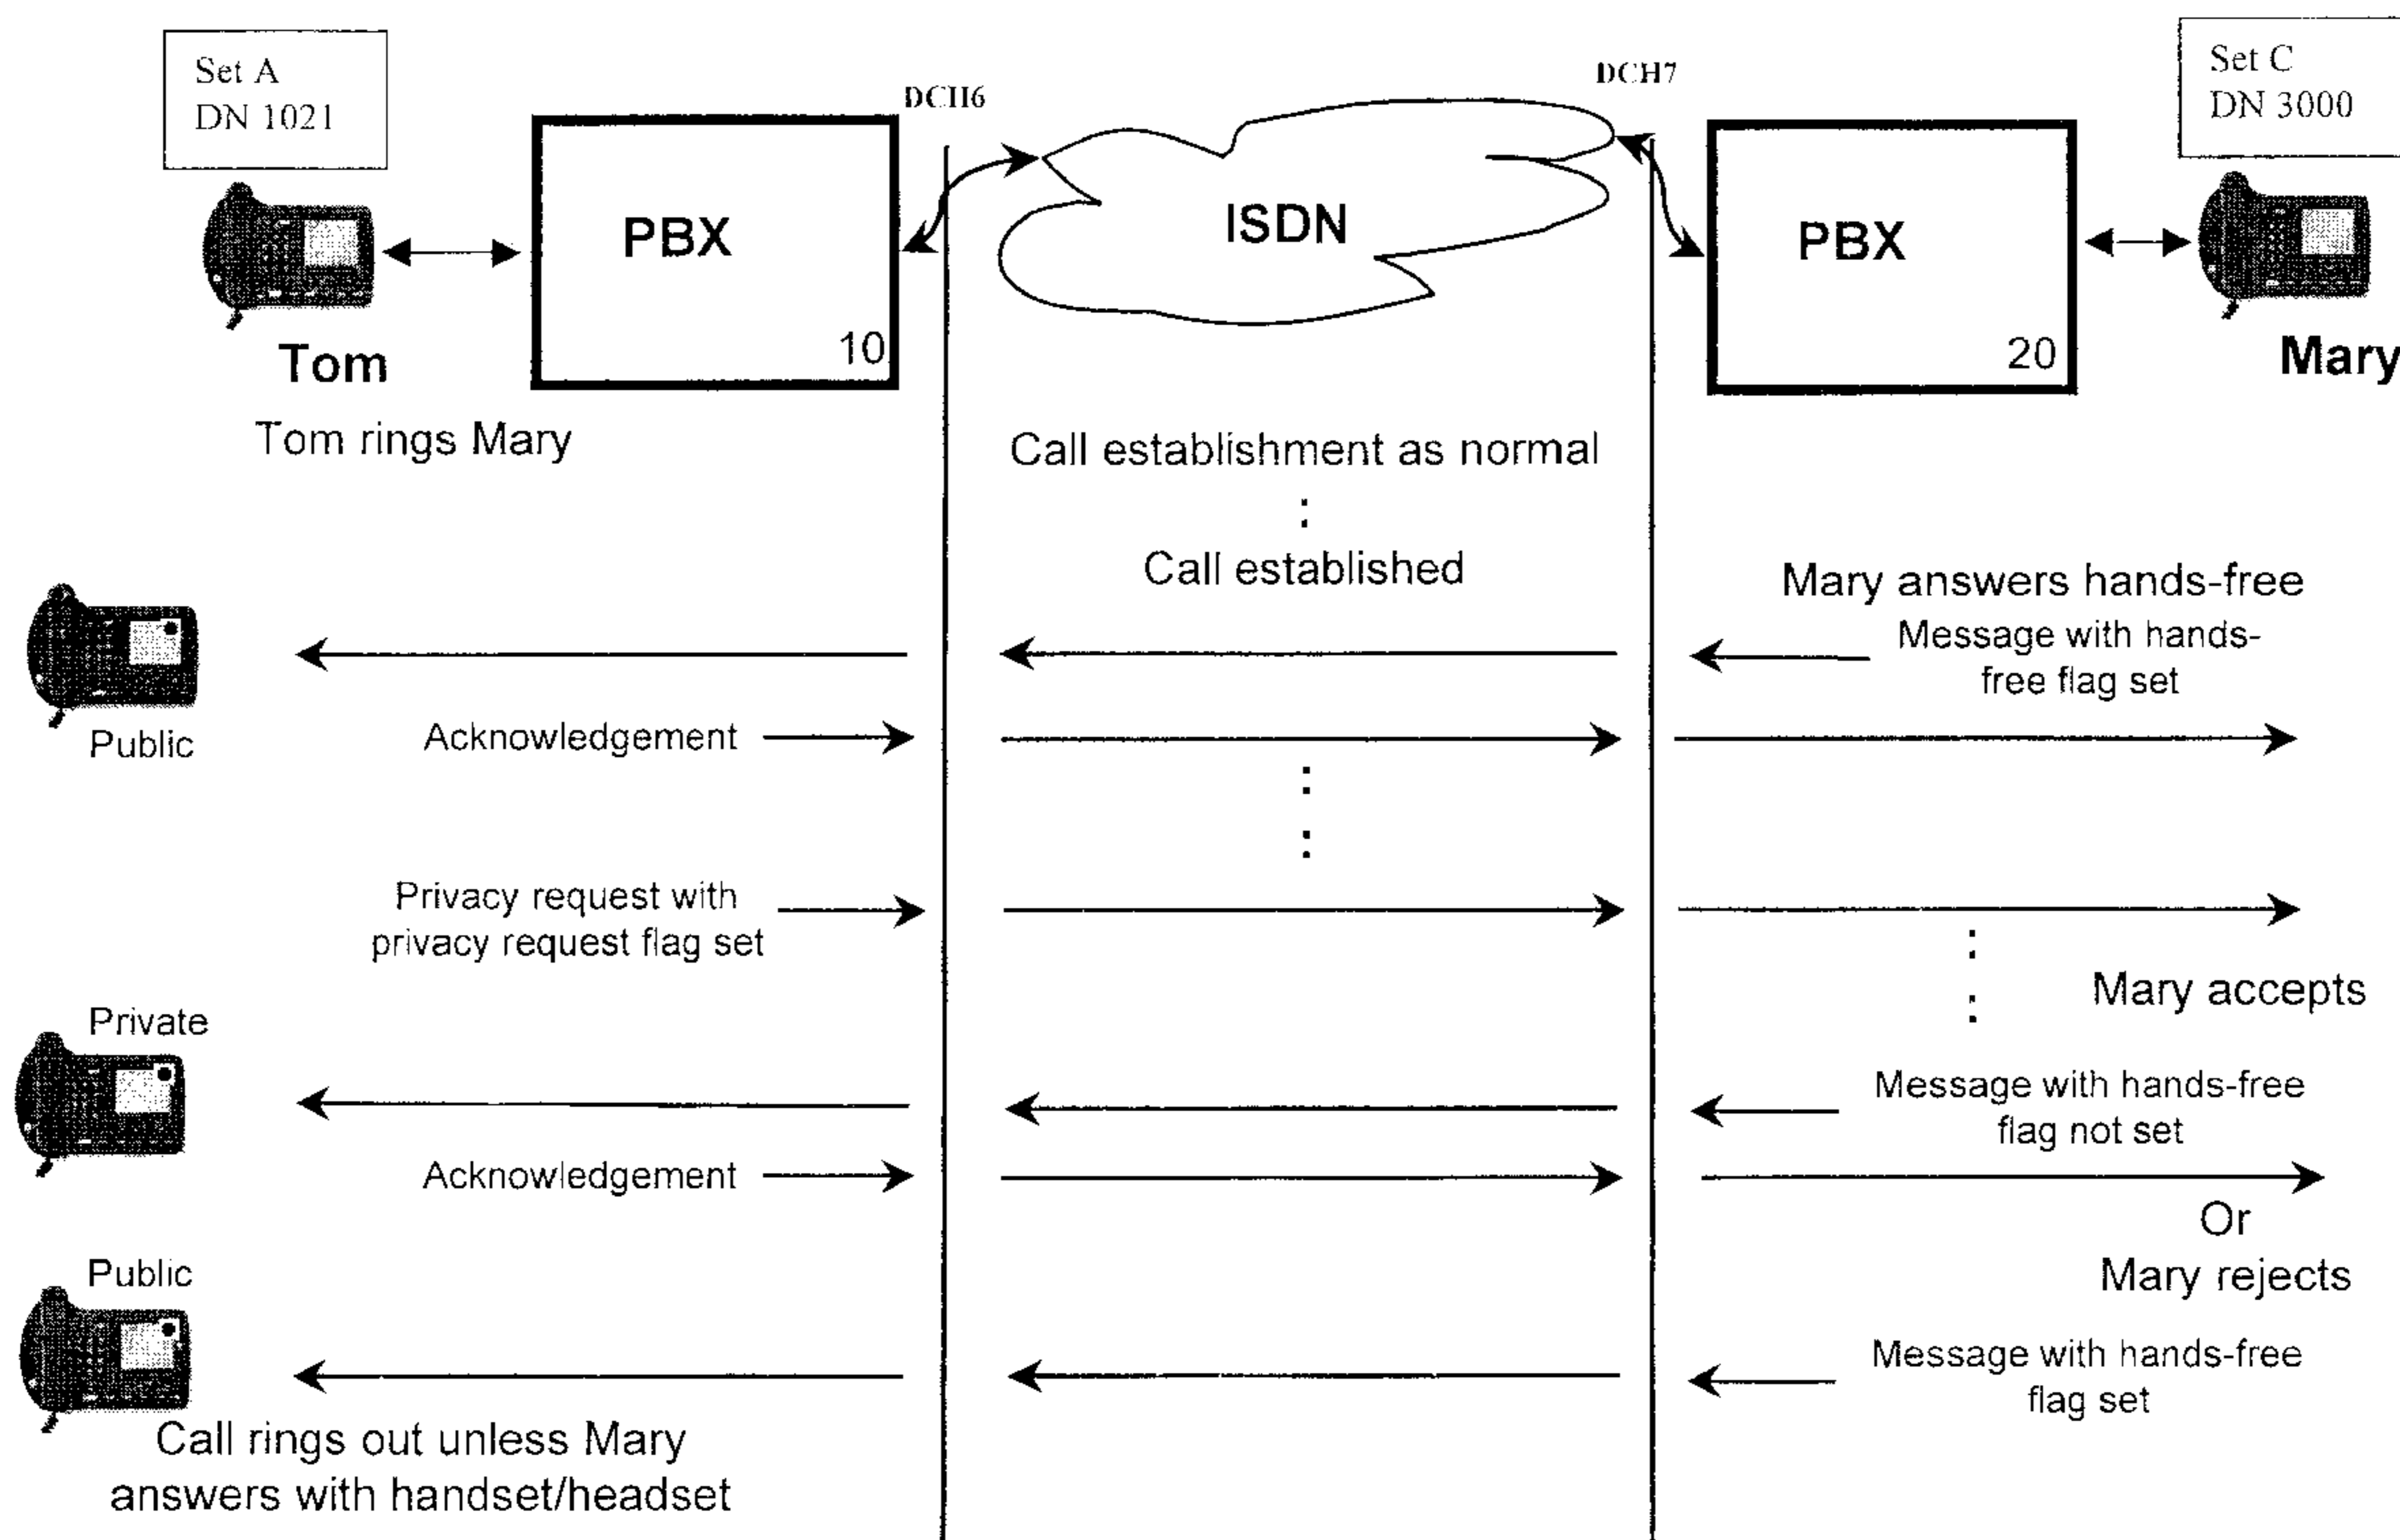 Set A
DN 1021
DCH6
DCH7
Set C
DN 3000
PBX
10
ISDN
PBX
20
Tom
Mary
Tom rings Mary
Call establishment as normal
:
Call established
Mary answers hands-free
Message with hands-
free flag set
Public
Acknowledgement
:
:
Privacy request with
privacy request flag set
:
Mary accepts
:
Private
Message with hands-free
flag not set
Acknowledgement
Or
Mary rejects
Public
Message with hands-free
flag set
Call rings out unless Mary
answers with handset/headset